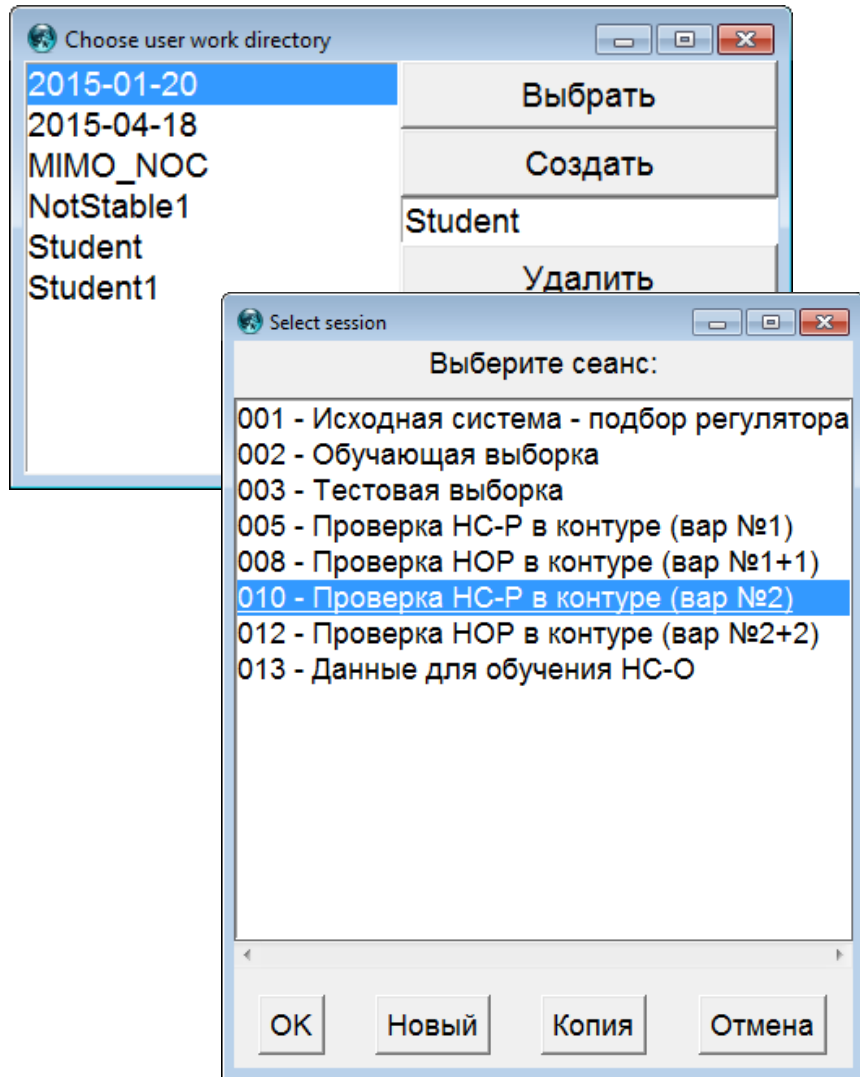 Choose user work directory
2015-01-20
2015-04-18
MIMO_NOC
NotStable1
Student
Student1
Выбрать
Создать
Student
Удалить
Select session
Выберите сеанс:
001 - Исходная система - подбор регулятора
002 - Обучающая выборка
003 - Тестовая выборка
005 - Проверка НС-Р в контуре (вар №1)
008 - Проверка НОР в контуре (вар №1+1)
010 - Проверка НС-Р в контуре (вар №2)
012 - Проверка НОР в контуре (вар №2+2)
013 - Данные для обучения НС-О
OK Новый Копия Отмена